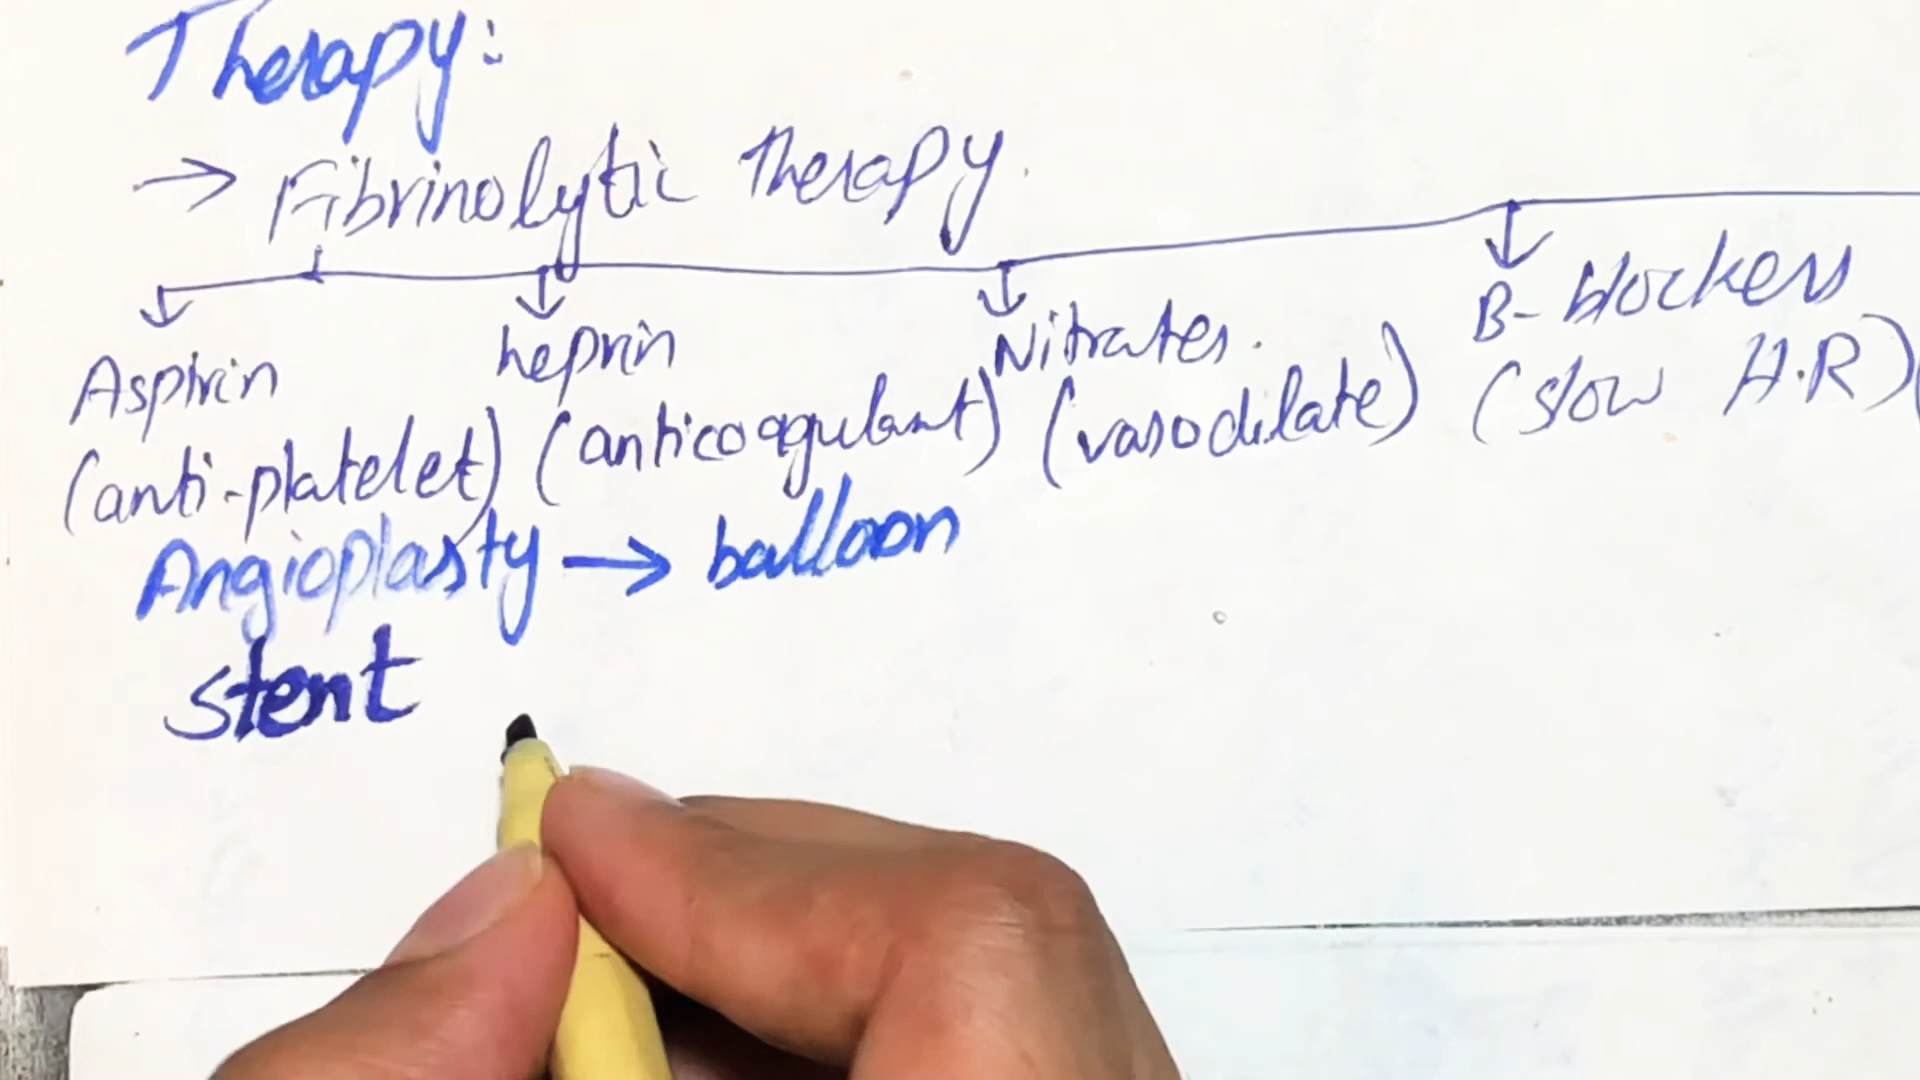 Therapy:
→ Fibrinolytic Therapy.
Aspirin heprin Nitrates. B-blockers
(anti-platelet) (anticoagulant) (vasodilate) (slow H.R) (
Angioplasty → balloon
stent